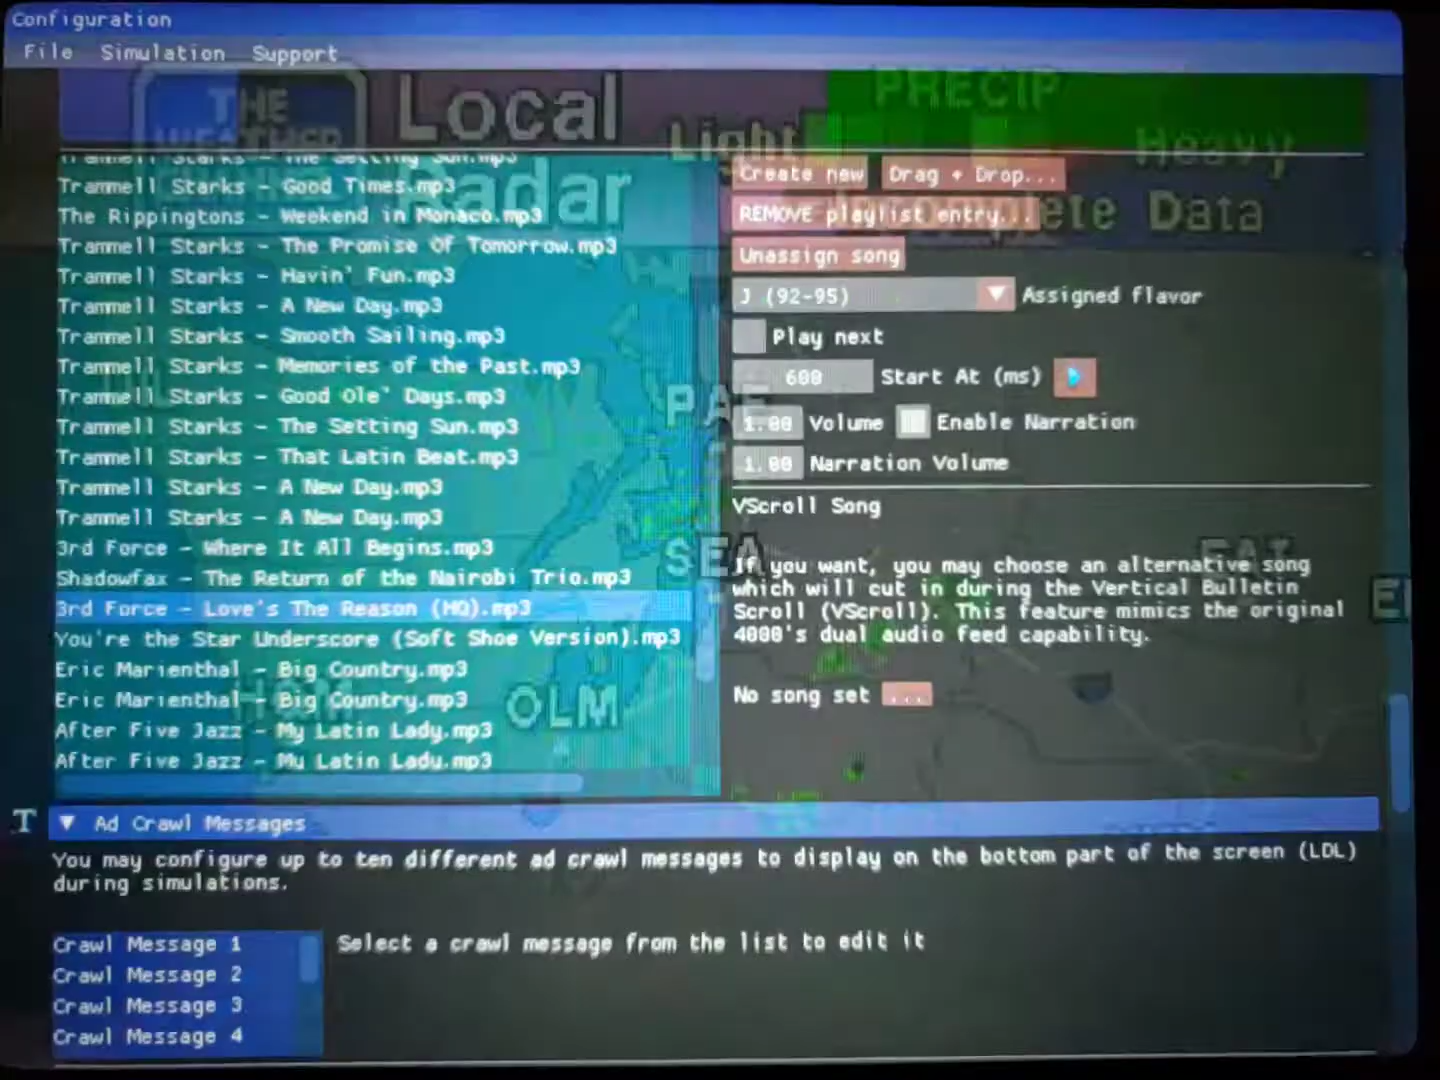 Configuration
File Simulation Support
THE
WEATHER
Local
Radar
PRECIP
Light
Heavy
Incomplete Data
Trammell Starks - The Setting Sun.mp3
Trammell Starks - Good Times.mp3
The Rippingtons - Weekend in Monaco.mp3
Trammell Starks - The Promise Of Tomorrow.mp3
Trammell Starks - Havin' Fun.mp3
Trammell Starks - A New Day.mp3
Trammell Starks - Smooth Sailing.mp3
Trammell Starks - Memories of the Past.mp3
Trammell Starks - Good Ole' Days.mp3
Trammell Starks - The Setting Sun.mp3
Trammell Starks - That Latin Beat.mp3
Trammell Starks - A New Day.mp3
Trammell Starks - A New Day.mp3
3rd Force - Where It All Begins.mp3
Shadowfax - The Return of the Nairobi Trio.mp3
3rd Force - Love's The Reason (HQ).mp3
You're the Star Underscore (Soft Shoe Version).mp3
Eric Marienthal - Big Country.mp3
Eric Marienthal - Big Country.mp3
After Five Jazz - My Latin Lady.mp3
After Five Jazz - My Latin Lady.mp3
Create new Drag + Drop...
REMOVE playlist entry...
Unassign song
J (92-95) Assigned flavor
Play next
600 Start At (ms)
1.00 Volume Enable Narration
1.00 Narration Volume
VScroll Song
If you want, you may choose an alternative song
which will cut in during the Vertical Bulletin
Scroll (VScroll). This feature mimics the original
4000's dual audio feed capability.
No song set ...
PAE
SEA
EAT
HQM
OLM
T
Ad Crawl Messages
You may configure up to ten different ad crawl messages to display on the bottom part of the screen (LDL)
during simulations.
Crawl Message 1
Crawl Message 2
Crawl Message 3
Crawl Message 4
Select a crawl message from the list to edit it